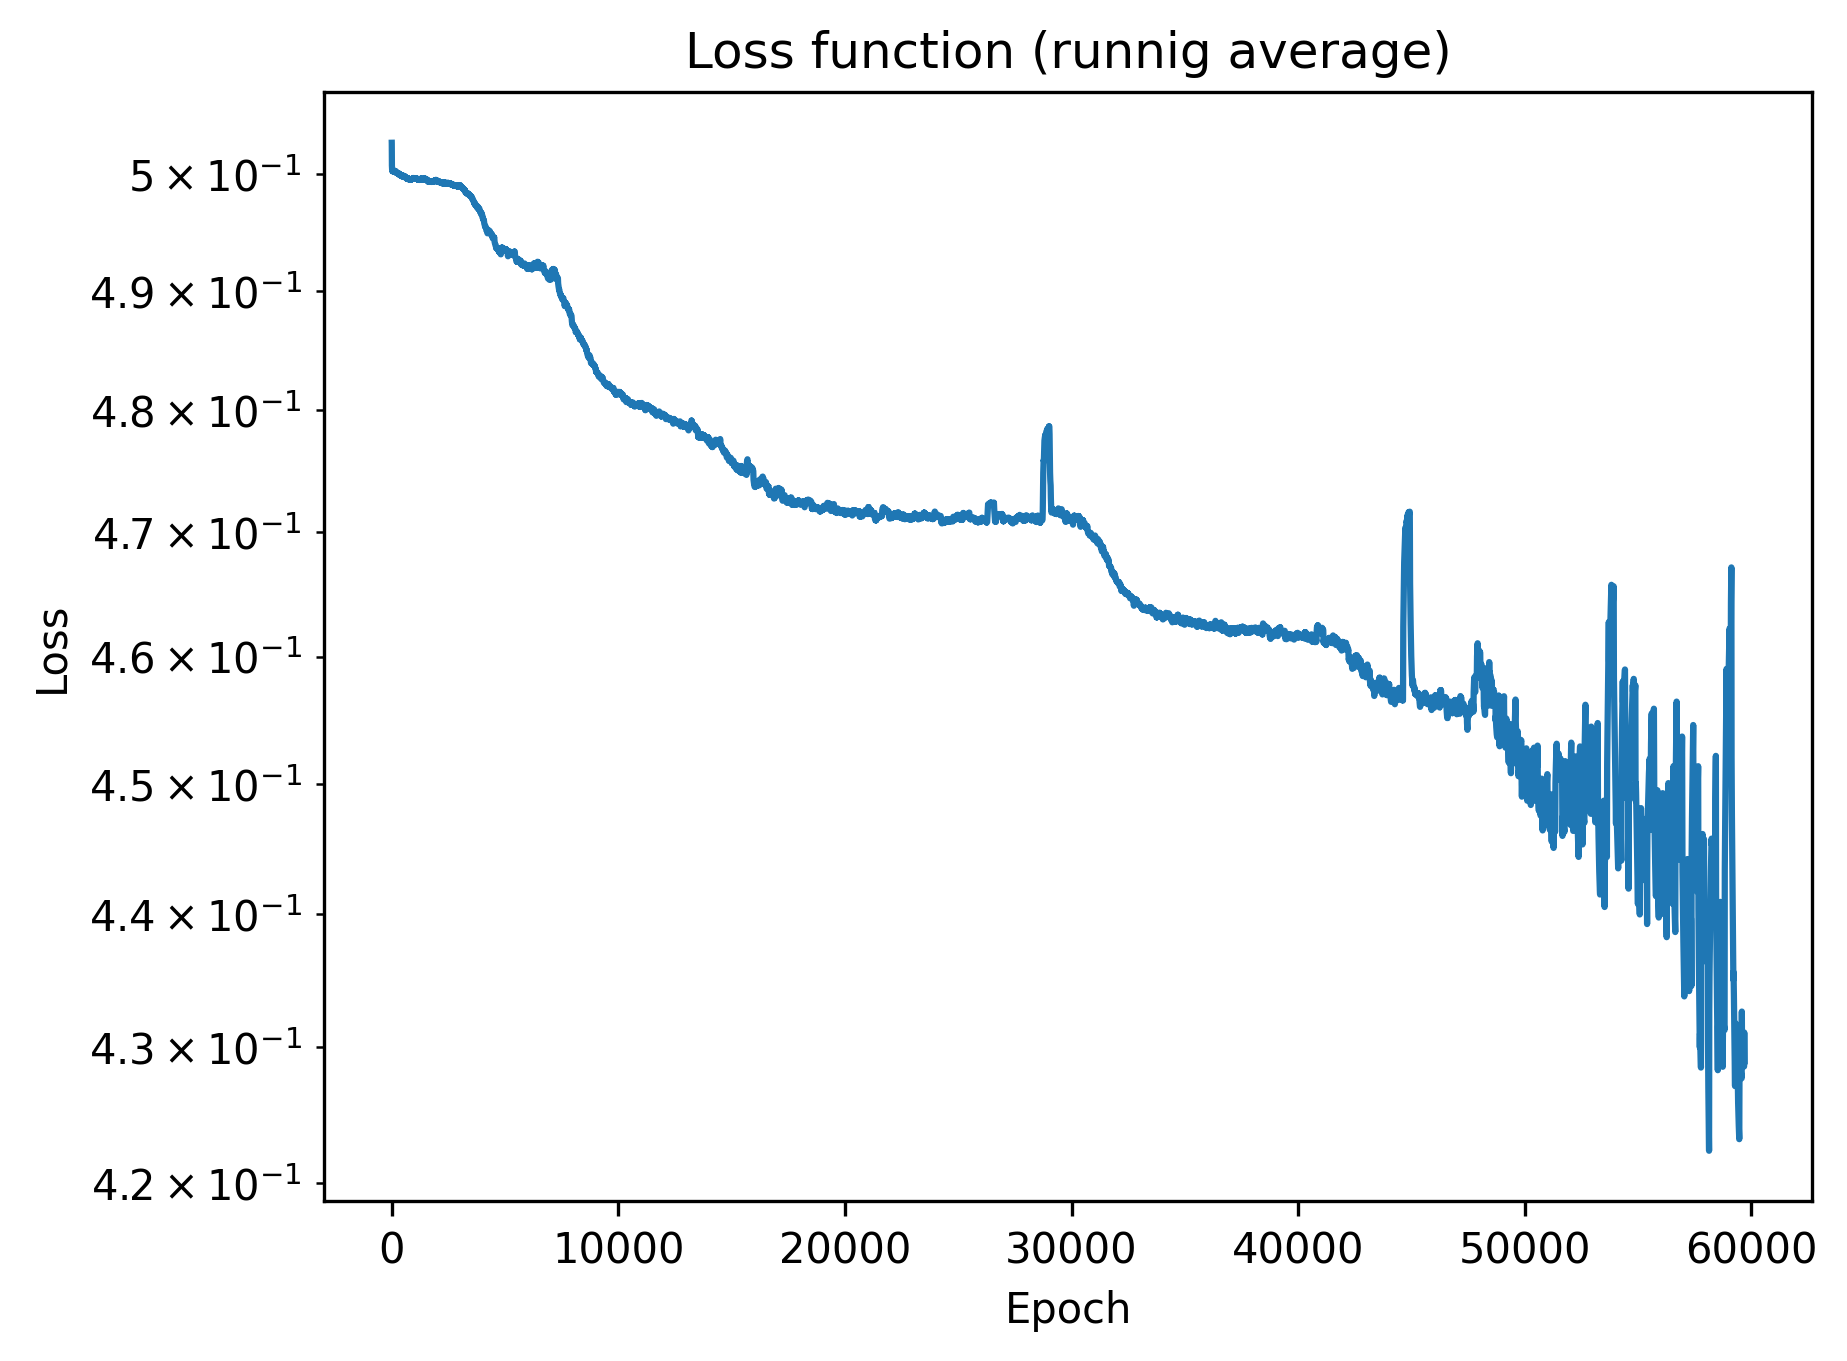 Loss function (runnig average)
5 × 10⁻¹
4.9 × 10⁻¹
4.8 × 10⁻¹
4.7 × 10⁻¹
4.6 × 10⁻¹
4.5 × 10⁻¹
4.4 × 10⁻¹
4.3 × 10⁻¹
4.2 × 10⁻¹
Loss
0 10000 20000 30000 40000 50000 60000
Epoch